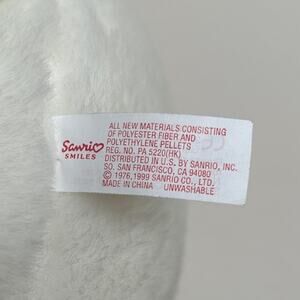 Sanrio
SMILES
ALL NEW MATERIALS CONSISTING
OF POLYESTER FIBER AND
POLYETHYLENE PELLETS
REG. NO. PA 5220(HK)
DISTRIBUTED IN U.S. BY SANRIO, INC.
SO. SAN FRANCISCO, CA 94080
© 1976,1999 SANRIO CO., LTD.
MADE IN CHINA UNWASHABLE